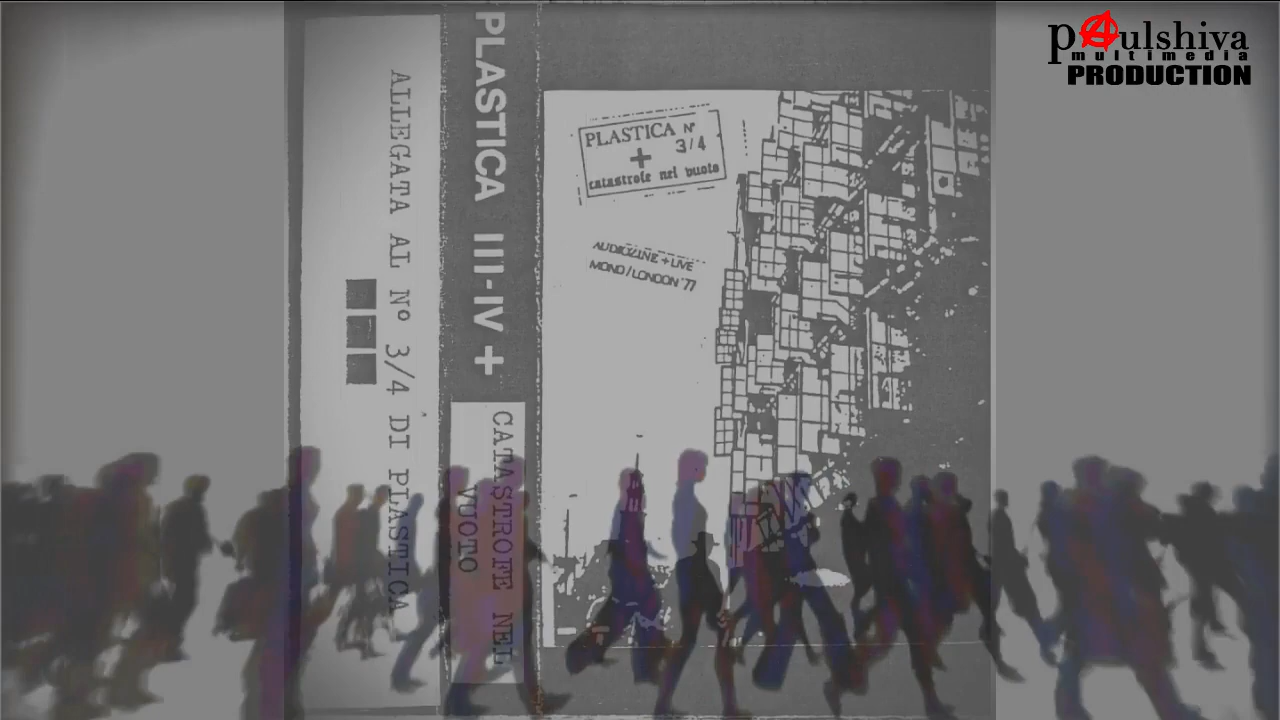 pAulshiva
multimedia
PRODUCTION
ALLEGATA AL Nº 3/4 DI PLASTICA
PLASTICA III-IV +
CATASTROFE NEL
VUOTO
PLASTICA Nº
3/4
+
catastrofe nel vuoto
AUDIOZINE + LIVE
MONO/LONDON '77